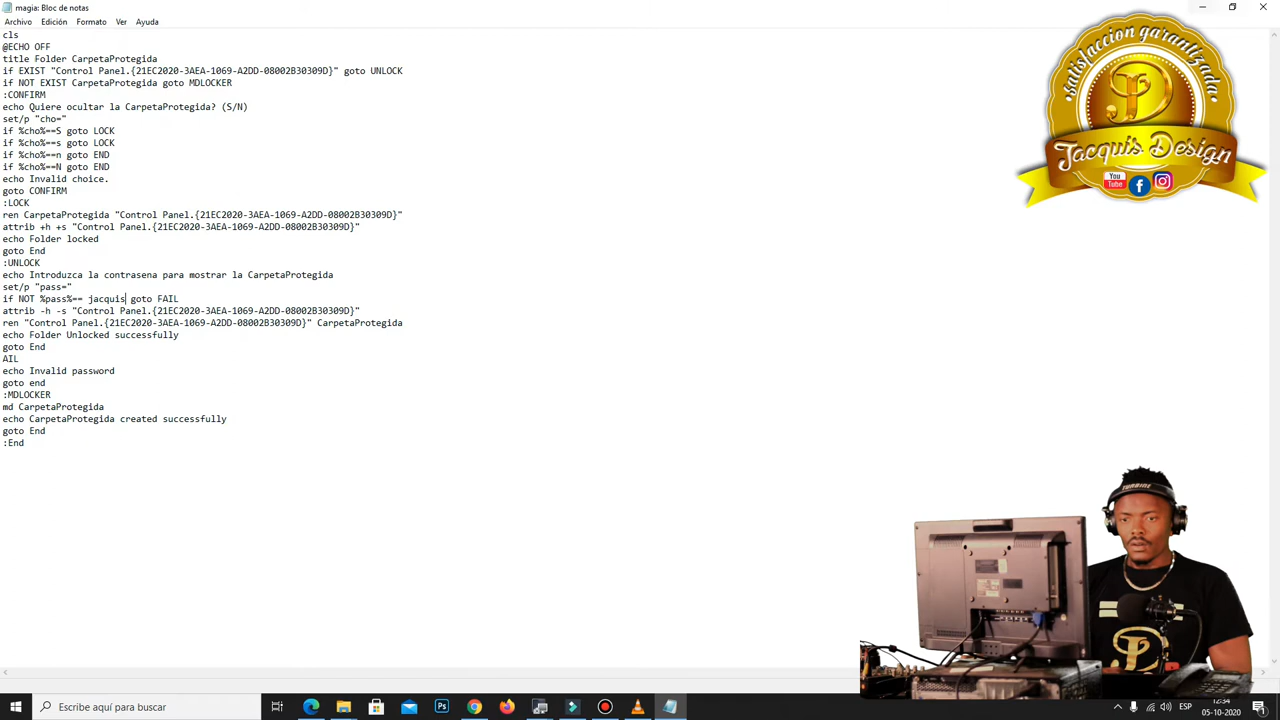 magia: Bloc de notas
Archivo Edición Formato Ver Ayuda
cls
@ECHO OFF
title Folder CarpetaProtegida
if EXIST "Control Panel.{21EC2020-3AEA-1069-A2DD-08002B30309D}" goto UNLOCK
if NOT EXIST CarpetaProtegida goto MDLOCKER
:CONFIRM
echo Quiere ocultar la CarpetaProtegida? (S/N)
set/p "cho="
if %cho%==S goto LOCK
if %cho%==s goto LOCK
if %cho%==n goto END
if %cho%==N goto END
echo Invalid choice.
goto CONFIRM
:LOCK
ren CarpetaProtegida "Control Panel.{21EC2020-3AEA-1069-A2DD-08002B30309D}"
attrib +h +s "Control Panel.{21EC2020-3AEA-1069-A2DD-08002B30309D}"
echo Folder locked
goto End
:UNLOCK
echo Introduzca la contrasena para mostrar la CarpetaProtegida
set/p "pass="
if NOT %pass%== jacquis goto FAIL
attrib -h -s "Control Panel.{21EC2020-3AEA-1069-A2DD-08002B30309D}"
ren "Control Panel.{21EC2020-3AEA-1069-A2DD-08002B30309D}" CarpetaProtegida
echo Folder Unlocked successfully
goto End
AIL
echo Invalid password
goto end
:MDLOCKER
md CarpetaProtegida
echo CarpetaProtegida created successfully
goto End
:End
satisfaccion garantizada
JD
Jacquis Design
You
Tube
TURBINE
Escribe aquí para buscar
Ps
ESP
12:34
05-10-2020